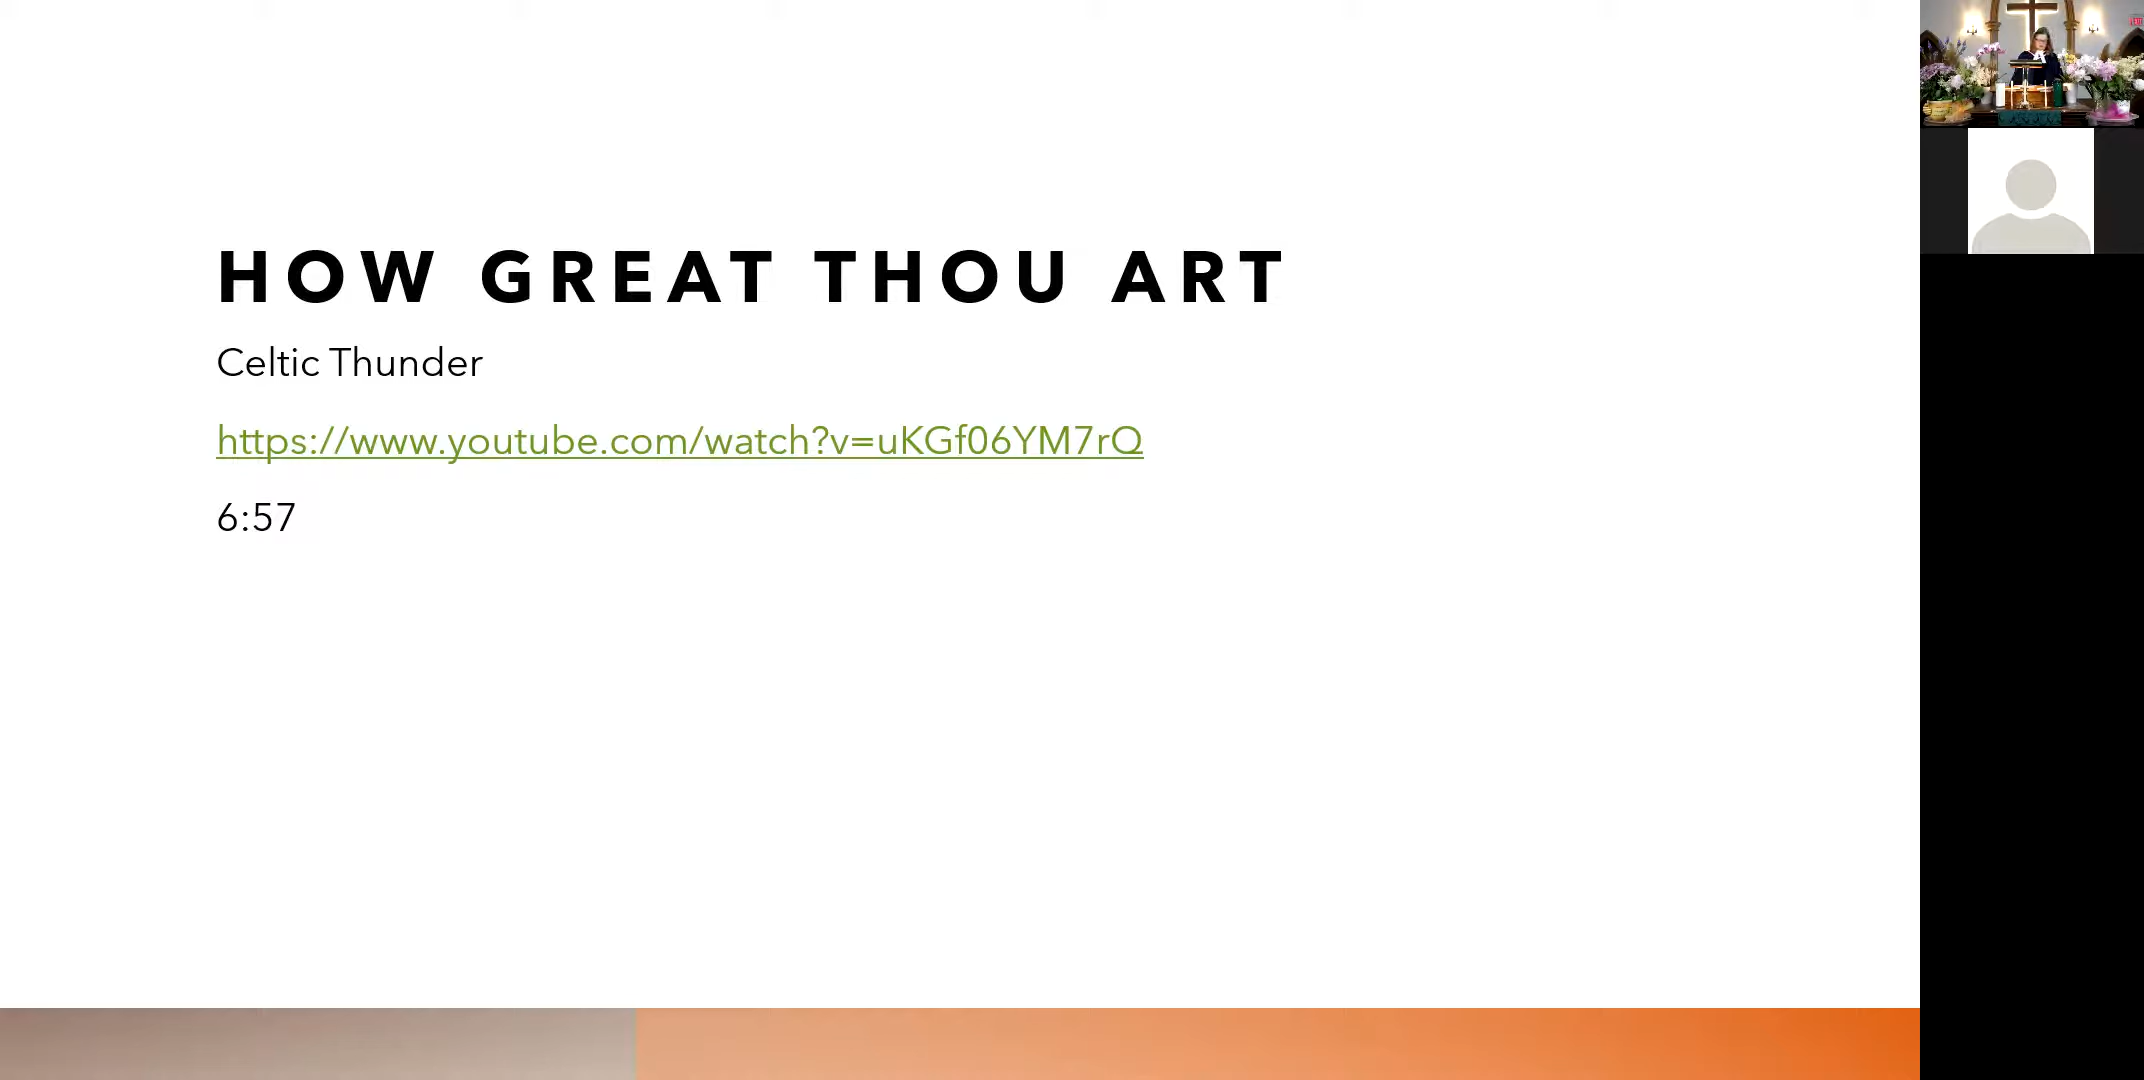 HOW GREAT THOU ART
Celtic Thunder
https://www.youtube.com/watch?v=uKGf06YM7rQ
6:57